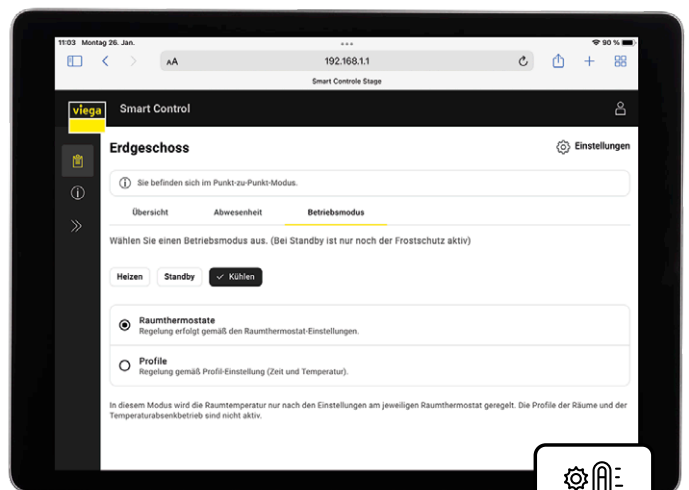 11:03 Montag 26. Jan.
90 %
AA
192.168.1.1
Smart Controle Stage
viega
Smart Control
Erdgeschoss
Einstellungen
Sie befinden sich im Punkt-zu-Punkt-Modus.
Übersicht
Abwesenheit
Betriebsmodus
Wählen Sie einen Betriebsmodus aus. (Bei Standby ist nur noch der Frostschutz aktiv)
Heizen
Standby
Kühlen
Raumthermostate
Regelung erfolgt gemäß den Raumthermostat-Einstellungen.
Profile
Regelung gemäß Profil-Einstellung (Zeit und Temperatur).
In diesem Modus wird die Raumtemperatur nur nach den Einstellungen am jeweiligen Raumthermostat geregelt. Die Profile der Räume und der
Temperaturabsenkbetrieb sind nicht aktiv.